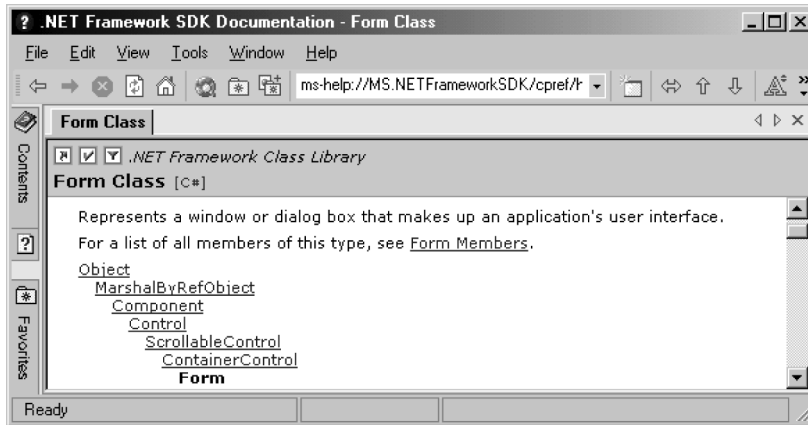 .NET Framework SDK Documentation - Form Class
File Edit View Tools Window Help
ms-help://MS.NETFrameworkSDK/cpref/h
Contents
Favorites
Form Class
.NET Framework Class Library
Form Class [C#]
Represents a window or dialog box that makes up an application's user interface.
For a list of all members of this type, see Form Members.
Object
MarshalByRefObject
Component
Control
ScrollableControl
ContainerControl
Form
Ready